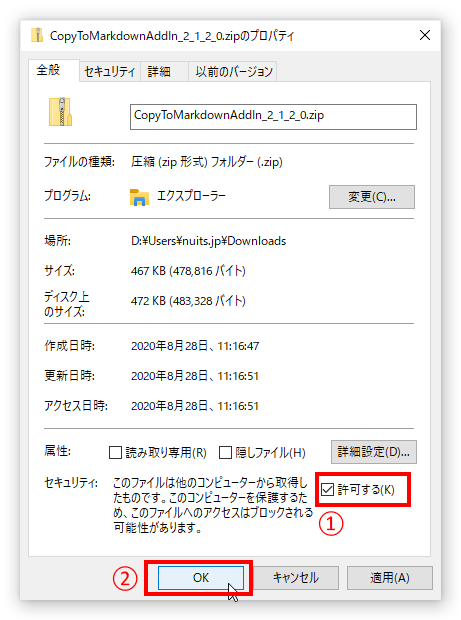 CopyToMarkdownAddIn_2_1_2_0.zipのプロパティ
全般 セキュリティ 詳細 以前のバージョン
CopyToMarkdownAddIn_2_1_2_0.zip
ファイルの種類: 圧縮 (zip 形式) フォルダー (.zip)
プログラム: エクスプローラー 変更(C)...
場所: D:¥Users¥nuits.jp¥Downloads
サイズ: 467 KB (478,816 バイト)
ディスク上
のサイズ: 472 KB (483,328 バイト)
作成日時: 2020年8月28日、11:16:47
更新日時: 2020年8月28日、11:16:51
アクセス日時: 2020年8月28日、11:16:51
属性: 読み取り専用(R) 隠しファイル(H) 詳細設定(D)...
セキュリティ: このファイルは他のコンピューターから取得し
たものです。このコンピューターを保護するた
め、このファイルへのアクセスはブロックされる
可能性があります。
許可する(K)
①
② OK キャンセル 適用(A)